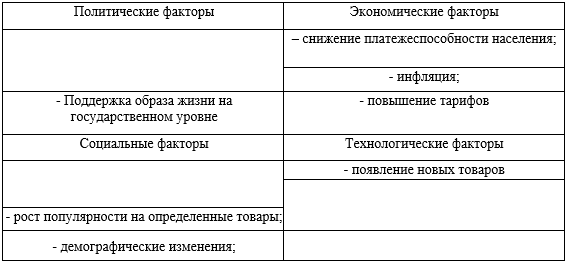 Политические факторы
Экономические факторы
– снижение платежеспособности населения;
- инфляция;
- Поддержка образа жизни на
государственном уровне
- повышение тарифов
Социальные факторы
Технологические факторы
- появление новых товаров
- рост популярности на определенные товары;
- демографические изменения;